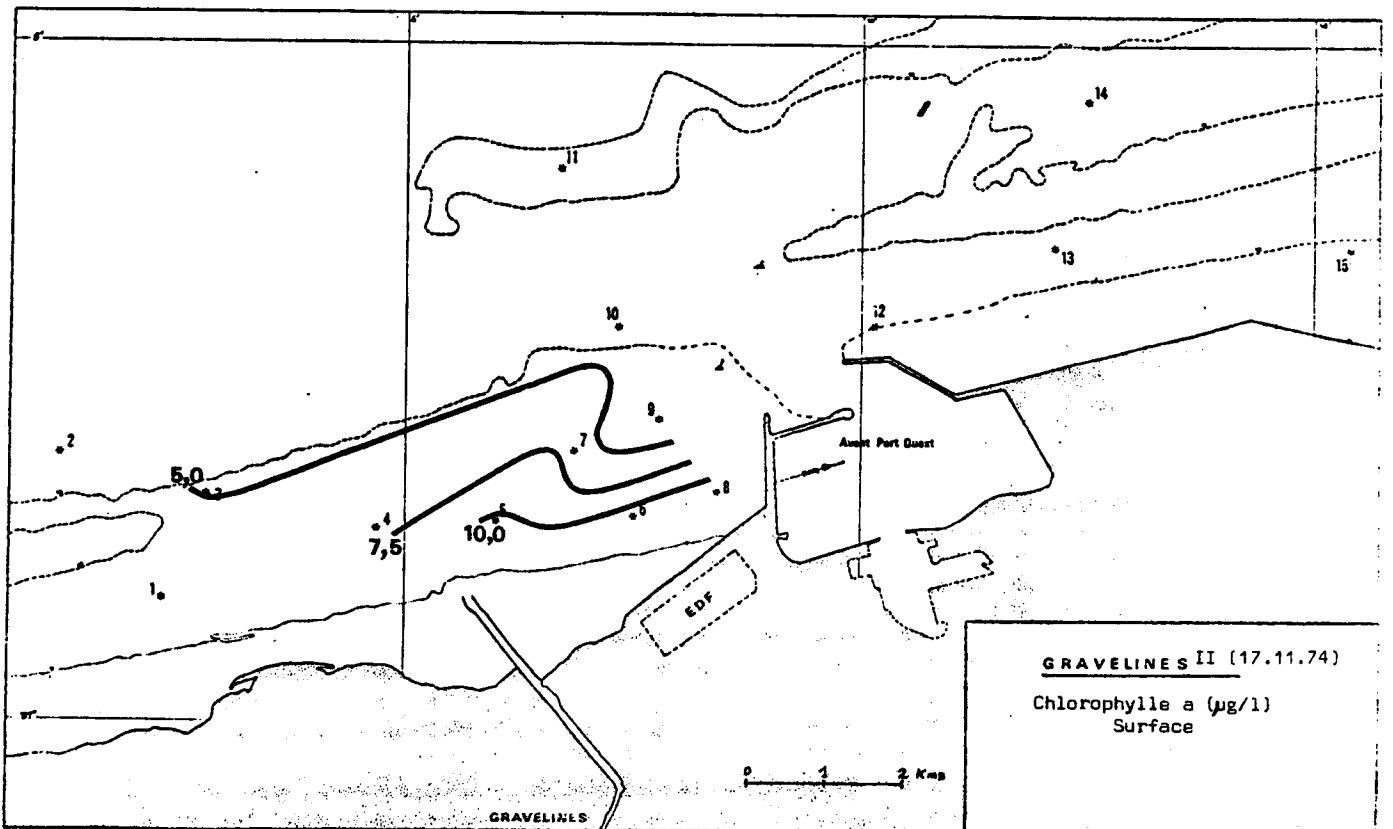 14
11
13
15
10
12
9
2
7
Avant Port Ouest
5,0
3
8
4
5
6
7,5
10,0
1
EDF
GRAVELINES II (17.11.74)
Chlorophylle a (µg/l)
Surface
0 1 2 Kms
GRAVELINES